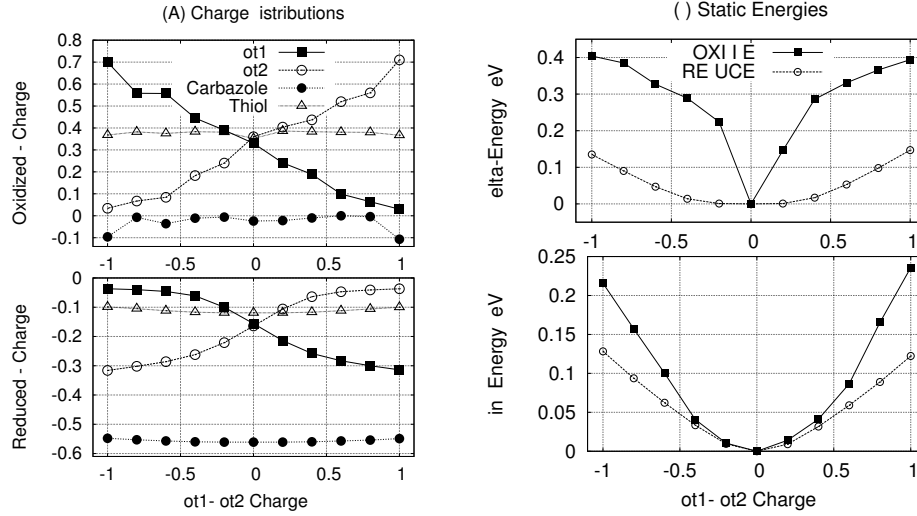 (A) Charge istributions
0.8
0.7
0.6
0.5
0.4
0.3
0.2
0.1
0
-0.1
Oxidized - Charge
ot1
ot2
Carbazole
Thiol
-1 -0.5 0 0.5 1
0
-0.1
-0.2
-0.3
-0.4
-0.5
-0.6
Reduced - Charge
-1 -0.5 0 0.5 1
ot1- ot2 Charge
( ) Static Energies
0.4
0.3
0.2
0.1
0
elta-Energy eV
OXI I E
RE UCE
-1 -0.5 0 0.5 1
0.25
0.2
0.15
0.1
0.05
0
in Energy eV
-1 -0.5 0 0.5 1
ot1- ot2 Charge